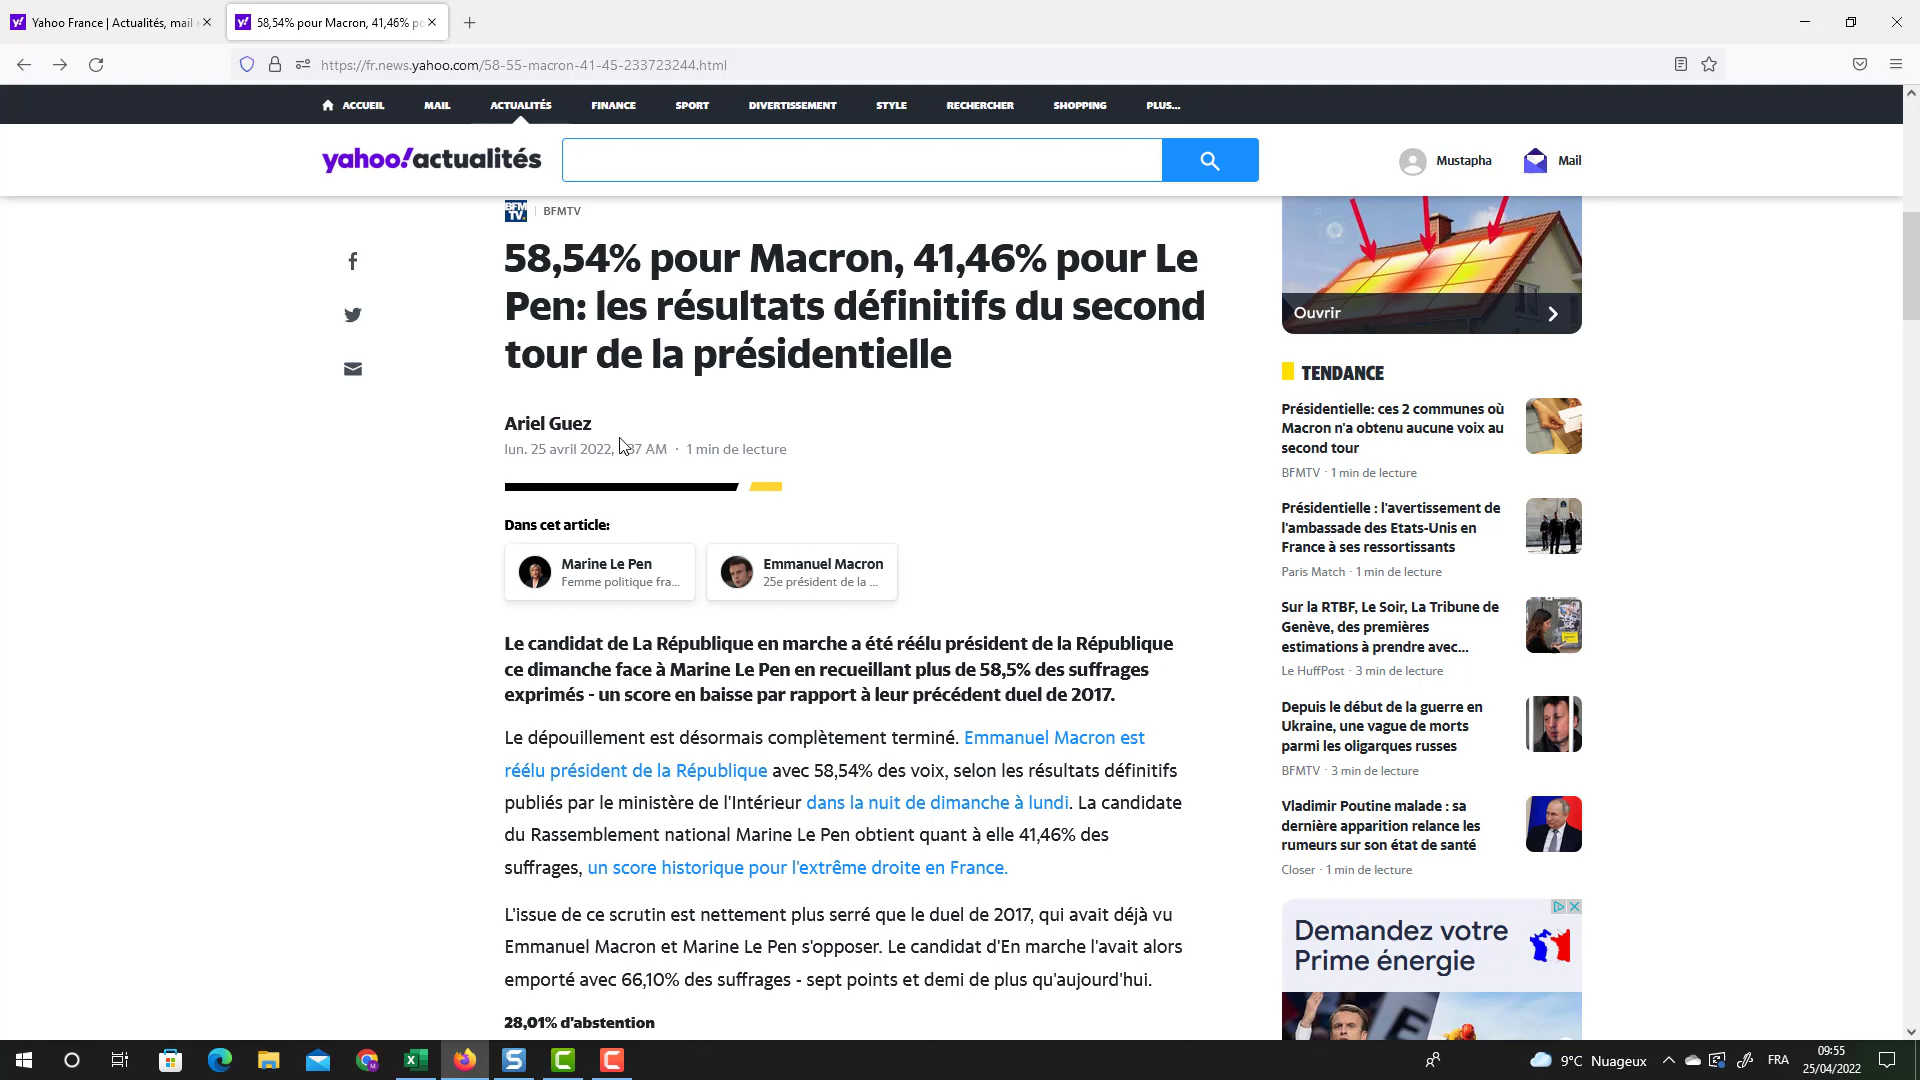 Yahoo France | Actualités, mail
58,54% pour Macron, 41,46% po
https://fr.news.yahoo.com/58-55-macron-41-45-233723244.html
ACCUEIL MAIL ACTUALITÉS FINANCE SPORT DIVERTISSEMENT STYLE RECHERCHER SHOPPING PLUS...
yahoo!actualités
Mustapha
Mail
BFM TV.
BFMTV
58,54% pour Macron, 41,46% pour Le
Pen: les résultats définitifs du second
tour de la présidentielle
Ariel Guez
lun. 25 avril 2022, 37 AM · 1 min de lecture
Dans cet article:
Marine Le Pen
Femme politique fra...
Emmanuel Macron
25e président de la ...
Le candidat de La République en marche a été réélu président de la République
ce dimanche face à Marine Le Pen en recueillant plus de 58,5% des suffrages
exprimés - un score en baisse par rapport à leur précédent duel de 2017.
Le dépouillement est désormais complètement terminé. Emmanuel Macron est
réélu président de la République avec 58,54% des voix, selon les résultats définitifs
publiés par le ministère de l'Intérieur dans la nuit de dimanche à lundi. La candidate
du Rassemblement national Marine Le Pen obtient quant à elle 41,46% des
suffrages, un score historique pour l'extrême droite en France.
L'issue de ce scrutin est nettement plus serré que le duel de 2017, qui avait déjà vu
Emmanuel Macron et Marine Le Pen s'opposer. Le candidat d'En marche l'avait alors
emporté avec 66,10% des suffrages - sept points et demi de plus qu'aujourd'hui.
28,01% d'abstention
Ouvrir
TENDANCE
Présidentielle: ces 2 communes où
Macron n'a obtenu aucune voix au
second tour
BFMTV · 1 min de lecture
Présidentielle : l'avertissement de
l'ambassade des Etats-Unis en
France à ses ressortissants
Paris Match · 1 min de lecture
Sur la RTBF, Le Soir, La Tribune de
Genève, des premières
estimations à prendre avec...
Le HuffPost · 3 min de lecture
Depuis le début de la guerre en
Ukraine, une vague de morts
parmi les oligarques russes
BFMTV · 3 min de lecture
Vladimir Poutine malade : sa
dernière apparition relance les
rumeurs sur son état de santé
Closer · 1 min de lecture
Demandez votre
Prime énergie
9°C Nuageux
FRA
09:55
25/04/2022